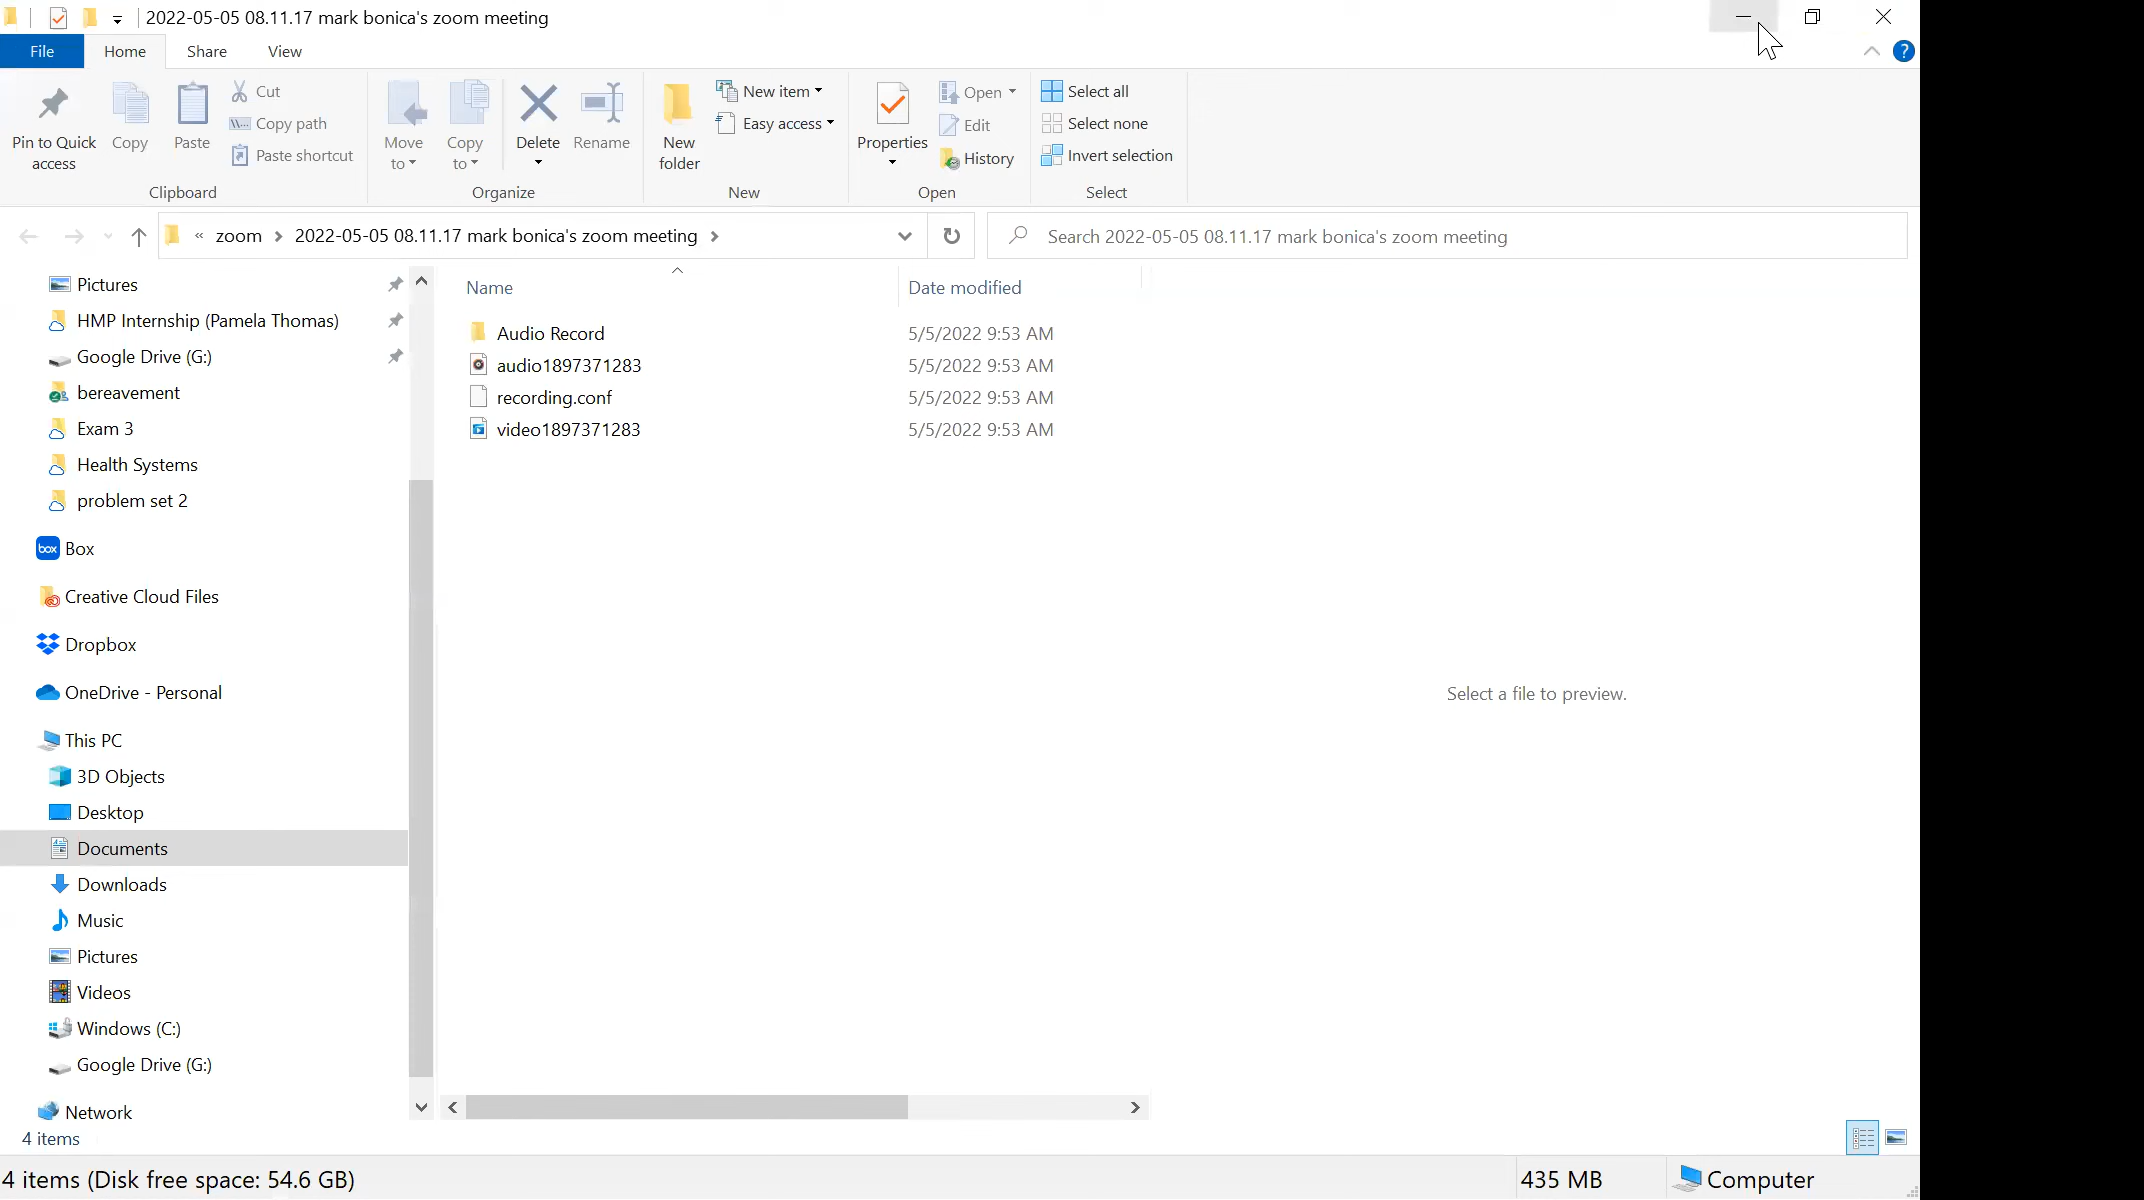 2022-05-05 08.11.17 mark bonica's zoom meeting
File Home Share View
Pin to Quick access
Copy
Paste
Cut
Copy path
Paste shortcut
Clipboard
Move to
Copy to
Delete
Rename
Organize
New folder
New item
Easy access
New
Properties
Open
Edit
History
Open
Select all
Select none
Invert selection
Select
« zoom > 2022-05-05 08.11.17 mark bonica's zoom meeting >
Search 2022-05-05 08.11.17 mark bonica's zoom meeting
Pictures
HMP Internship (Pamela Thomas)
Google Drive (G:)
bereavement
Exam 3
Health Systems
problem set 2
box Box
Creative Cloud Files
Dropbox
OneDrive - Personal
This PC
3D Objects
Desktop
Documents
Downloads
Music
Pictures
Videos
Windows (C:)
Google Drive (G:)
Network
Name Date modified
Audio Record 5/5/2022 9:53 AM
audio1897371283 5/5/2022 9:53 AM
recording.conf 5/5/2022 9:53 AM
video1897371283 5/5/2022 9:53 AM
Select a file to preview.
4 items
4 items (Disk free space: 54.6 GB) 435 MB Computer